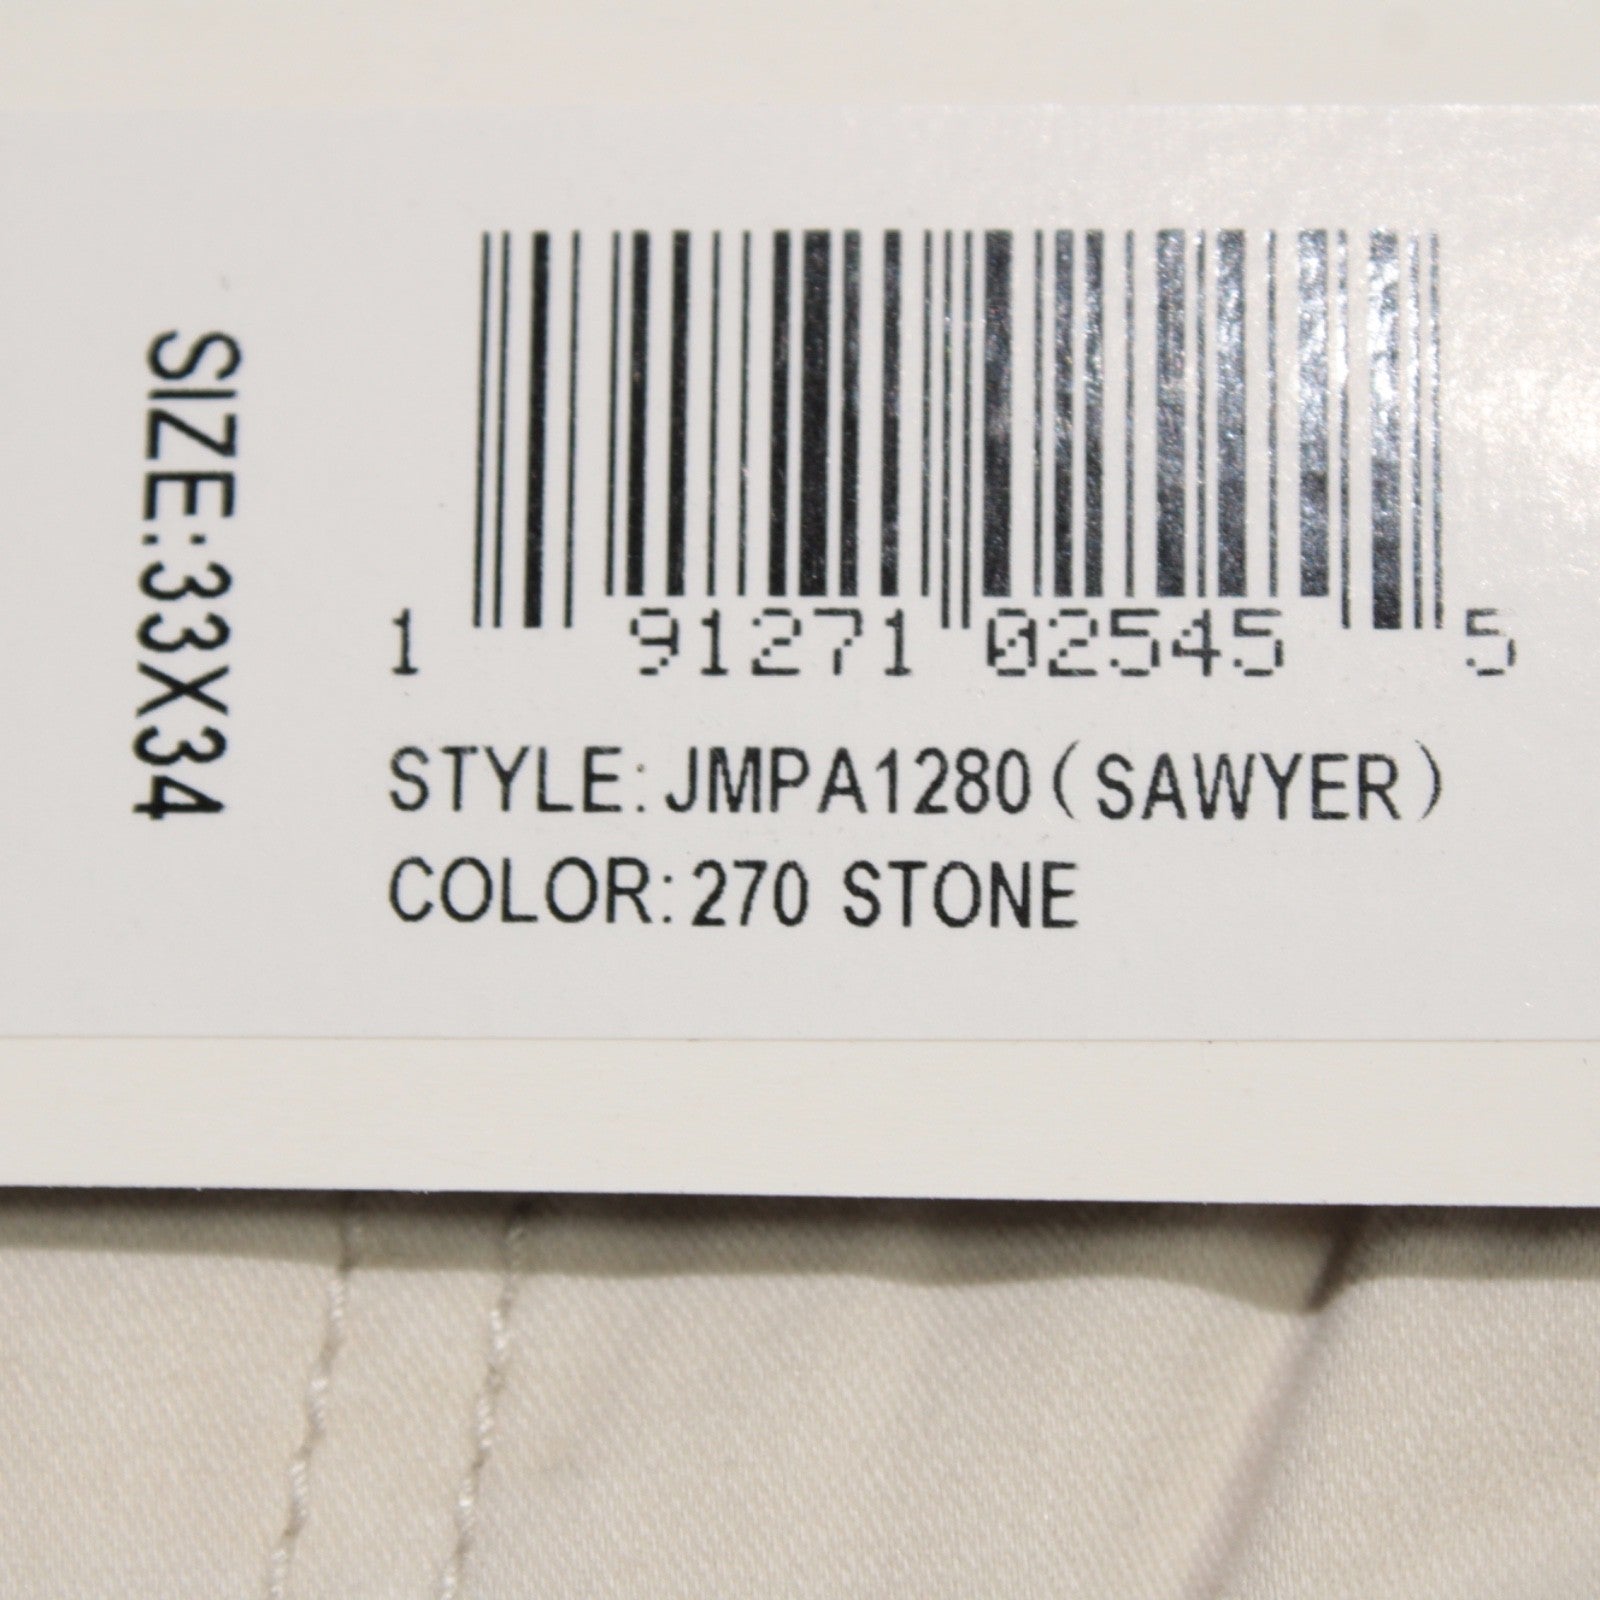 SIZE:33X34
1 91271 02545 5
STYLE:JMPA1280(SAWYER)
COLOR:270 STONE